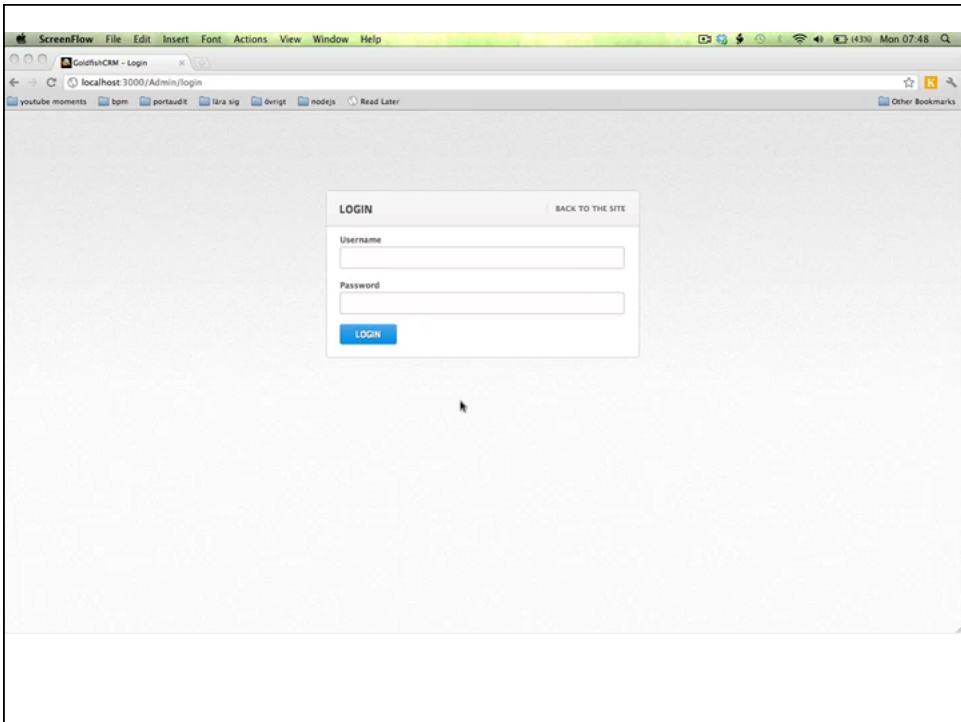 ScreenFlow File Edit Insert Font Actions View Window Help (43%) Mon 07:48
GoldfishCRM - Login
localhost:3000/Admin/login K
youtube moments bpm portaudit lära sig övrigt nodejs Read Later Other Bookmarks
LOGIN BACK TO THE SITE
Username
Password
LOGIN